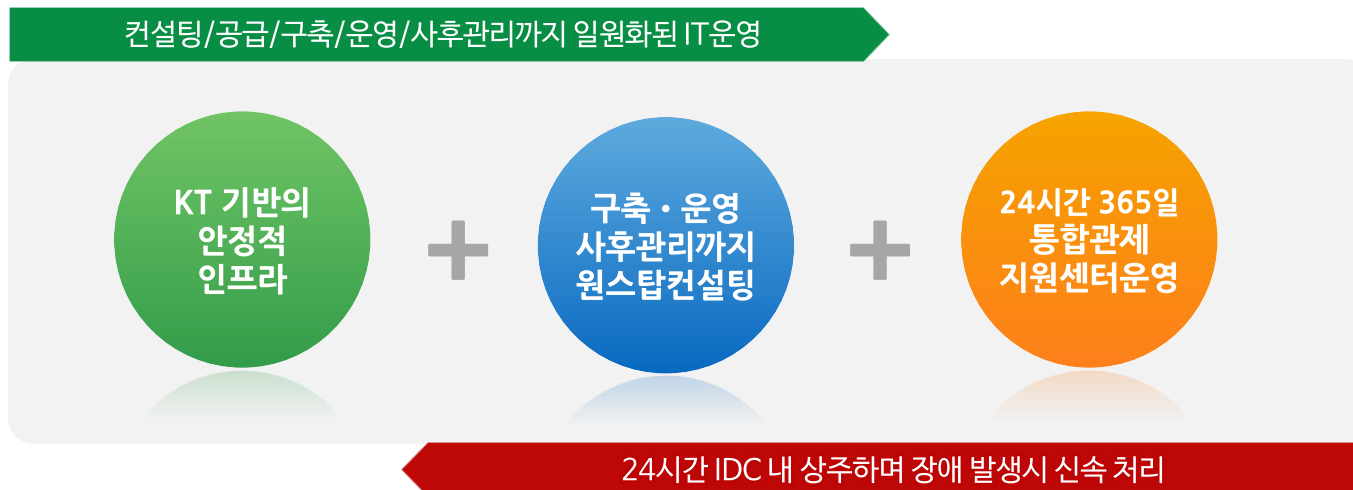 컨설팅/공급/구축/운영/사후관리까지 일원화된 IT운영
KT 기반의
안정적
인프라
구축 • 운영
사후관리까지
원스탑컨설팅
24시간 365일
통합관제
지원센터운영
24시간 IDC 내 상주하며 장애 발생시 신속 처리